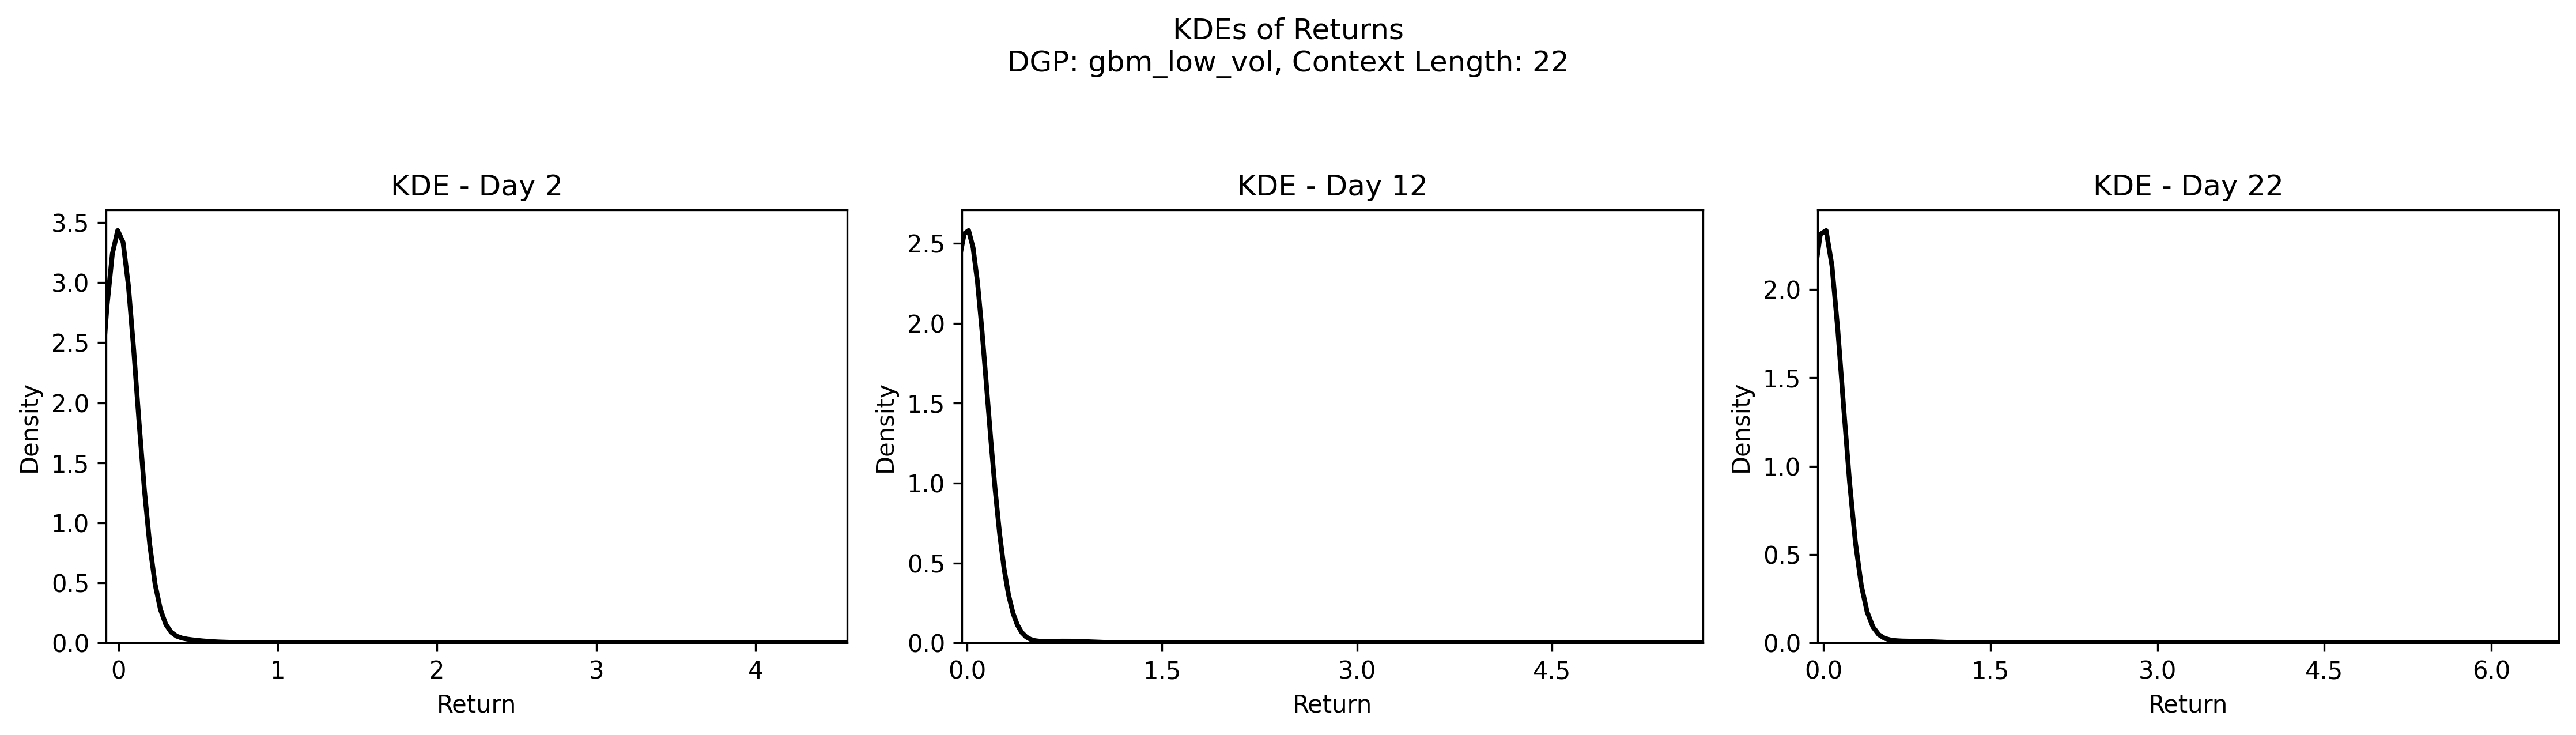 KDEs of Returns
DGP: gbm_low_vol, Context Length: 22
KDE - Day 2
3.5
3.0
2.5
2.0
1.5
1.0
0.5
0.0
Density
0 1 2 3 4
Return
KDE - Day 12
2.5
2.0
1.5
1.0
0.5
0.0
Density
0.0 1.5 3.0 4.5
Return
KDE - Day 22
2.0
1.5
1.0
0.5
0.0
Density
0.0 1.5 3.0 4.5 6.0
Return